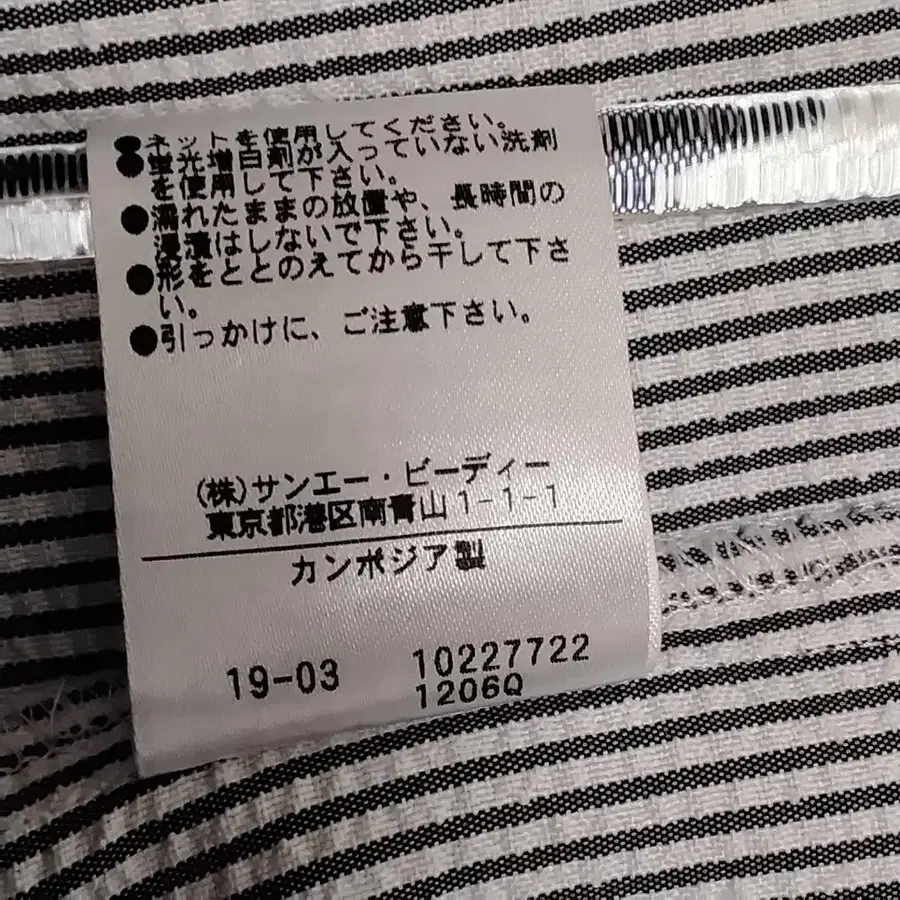 ●ネットを使用してください。
●蛍光増白剤が入っていない洗剤
を使用して下さい。
●濡れたままの放置や、長時間の
浸漬はしないで下さい。
●形をととのえてから干して下さ
い。
●引っかけに、ご注意下さい。
(株)サンエー・ビーディー
東京都港区南青山1-1-1
カンボジア製
19-03 10227722
1206Q